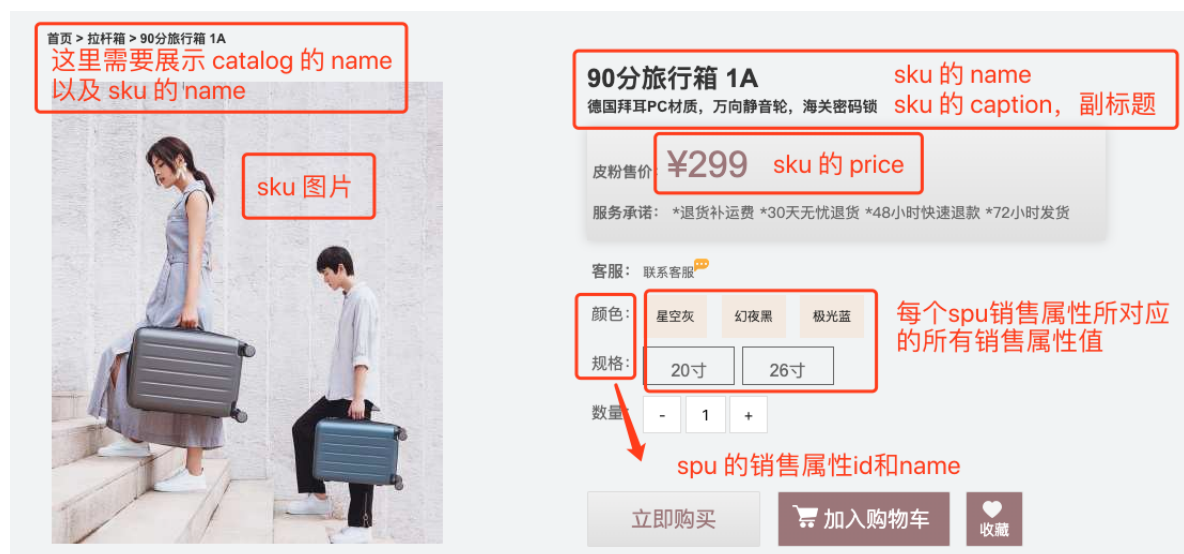 首页 > 拉杆箱 > 90分旅行箱 1A
这里需要展示 catalog 的 name
以及 sku 的 name
sku 图片
90分旅行箱 1A
sku 的 name
德国拜耳PC材质，万向静音轮，海关密码锁
sku 的 caption， 副标题
皮粉售价
¥299
sku 的 price
服务承诺： *退货补运费 *30天无忧退货 *48小时快速退款 *72小时发货
客服： 联系客服
颜色： 星空灰 幻夜黑 极光蓝
每个spu销售属性所对应
的所有销售属性值
规格： 20寸 26寸
数量： - 1 +
spu 的销售属性id和name
立即购买 加入购物车 收藏